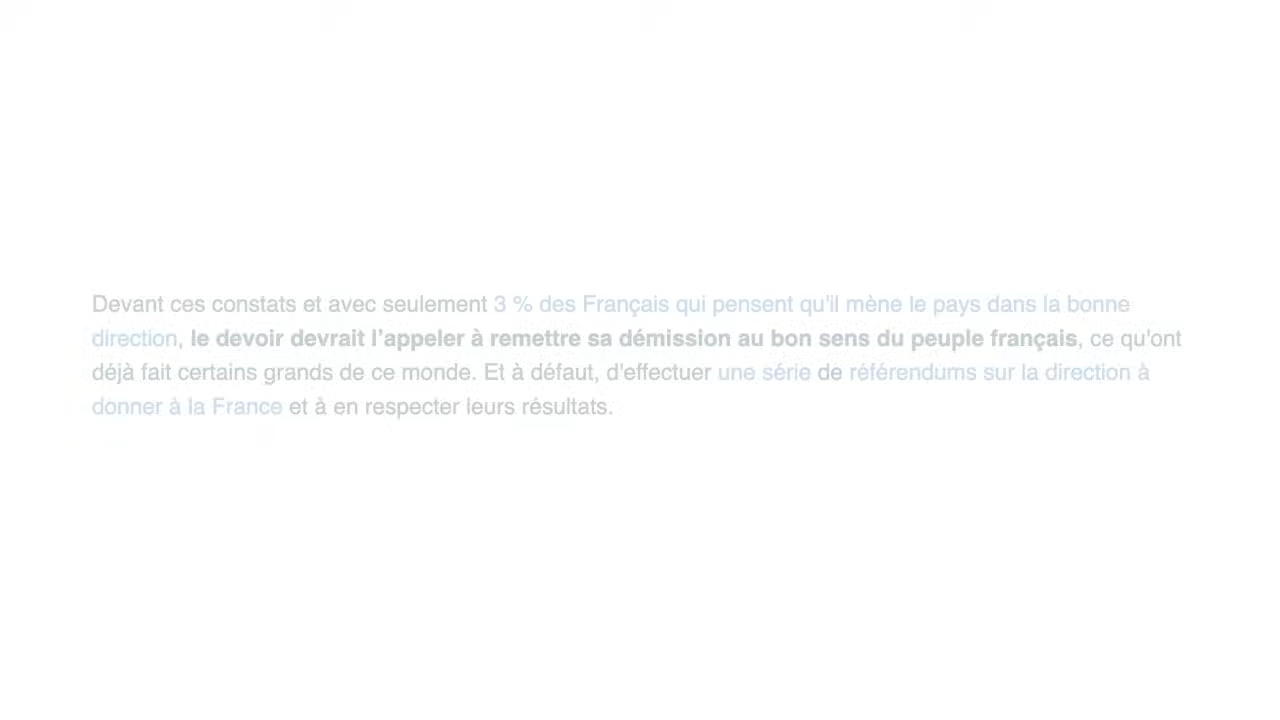 Devant ces constats et avec seulement 3 % des Français qui pensent qu'il mène le pays dans la bonne
direction, le devoir devrait l’appeler à remettre sa démission au bon sens du peuple français, ce qu'ont
déjà fait certains grands de ce monde. Et à défaut, d'effectuer une série de référendums sur la direction à
donner à la France et à en respecter leurs résultats.